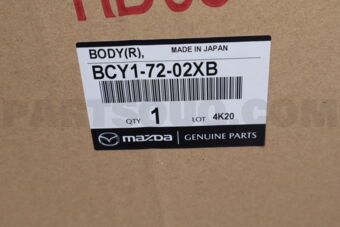 BODY(R), MADE IN JAPAN
BCY1-72-02XB
QTY 1 LOT 4K20
mazda GENUINE PARTS